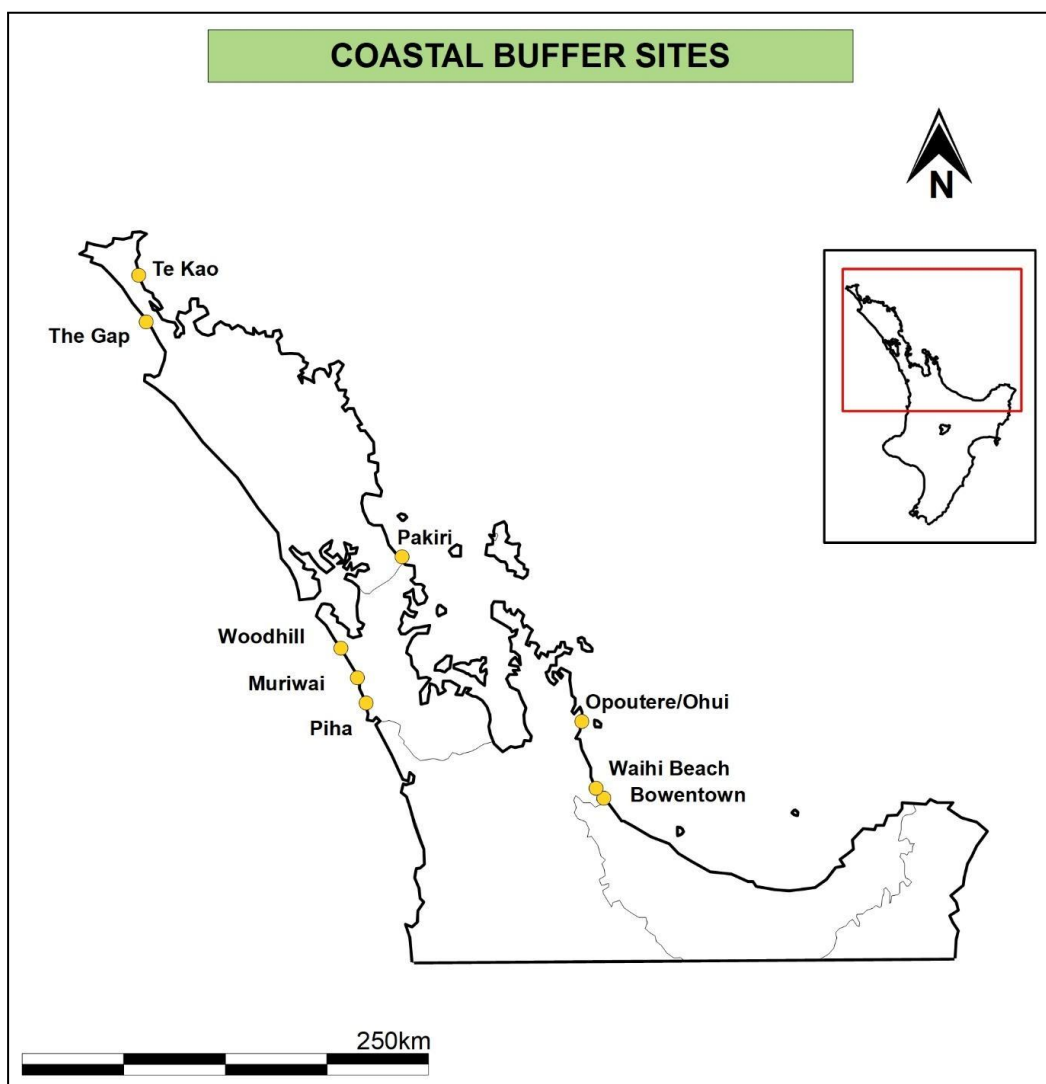 COASTAL BUFFER SITES
N
Te Kao
The Gap
Pakiri
Woodhill
Muriwai
Piha
Opoutere/Ohui
Waihi Beach
Bowentown
250km